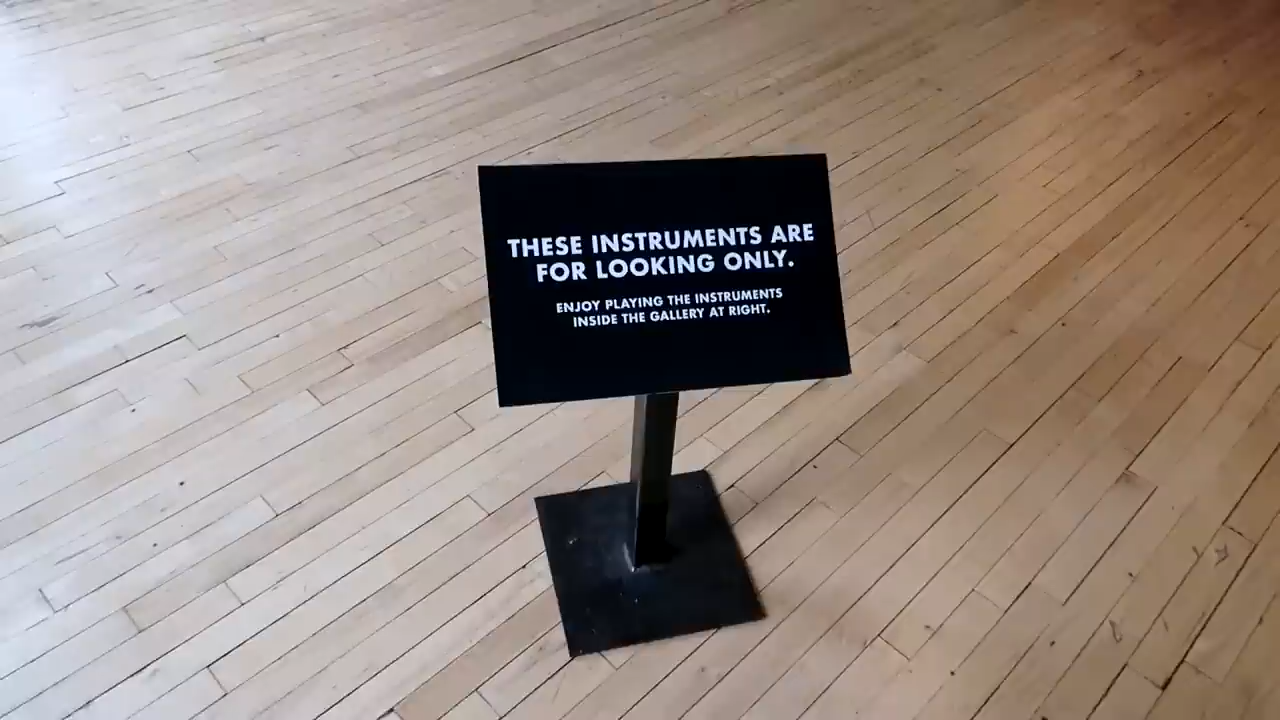 THESE INSTRUMENTS ARE
FOR LOOKING ONLY.
ENJOY PLAYING THE INSTRUMENTS
INSIDE THE GALLERY AT RIGHT.